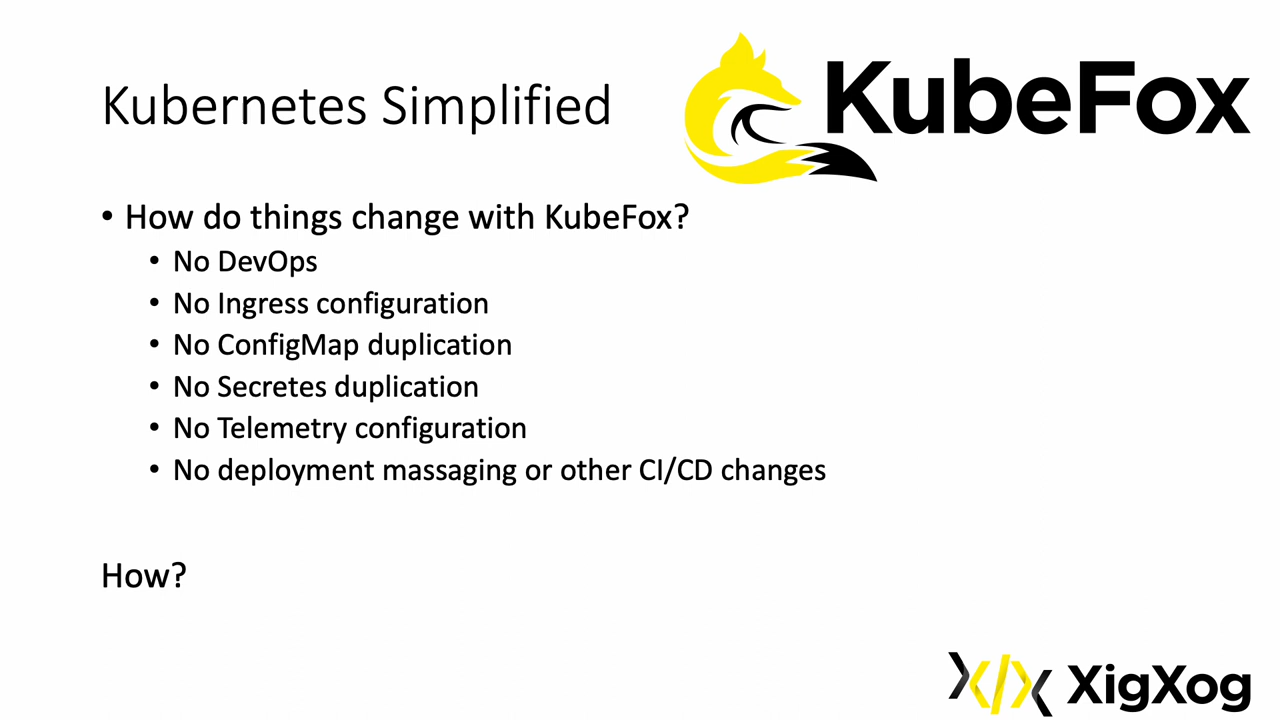 Kubernetes Simplified
KubeFox
• How do things change with KubeFox?
• No DevOps
• No Ingress configuration
• No ConfigMap duplication
• No Secretes duplication
• No Telemetry configuration
• No deployment massaging or other CI/CD changes
How?
XigXog